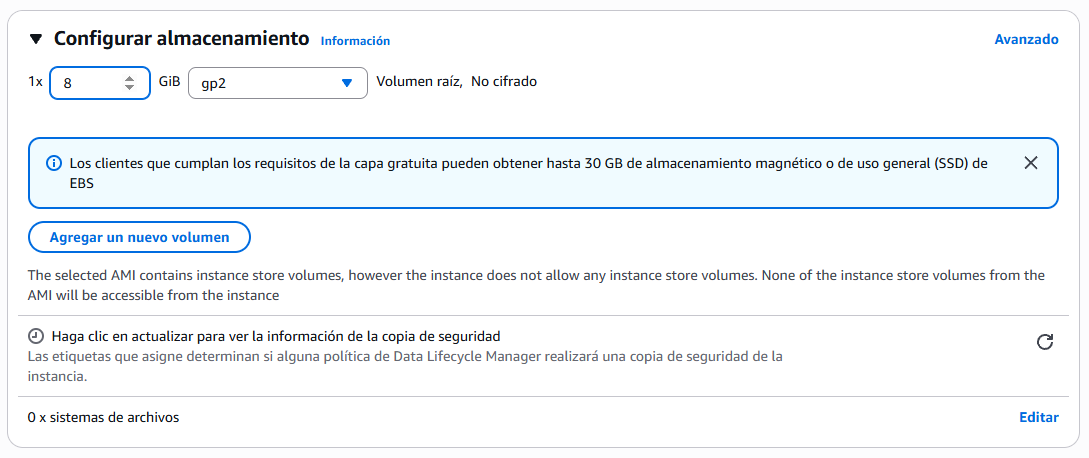 Configurar almacenamiento Información Avanzado
1x 8 GiB gp2 Volumen raíz, No cifrado
Los clientes que cumplan los requisitos de la capa gratuita pueden obtener hasta 30 GB de almacenamiento magnético o de uso general (SSD) de
EBS
Agregar un nuevo volumen
The selected AMI contains instance store volumes, however the instance does not allow any instance store volumes. None of the instance store volumes from the
AMI will be accessible from the instance
Haga clic en actualizar para ver la información de la copia de seguridad
Las etiquetas que asigne determinan si alguna política de Data Lifecycle Manager realizará una copia de seguridad de la
instancia.
0 x sistemas de archivos Editar